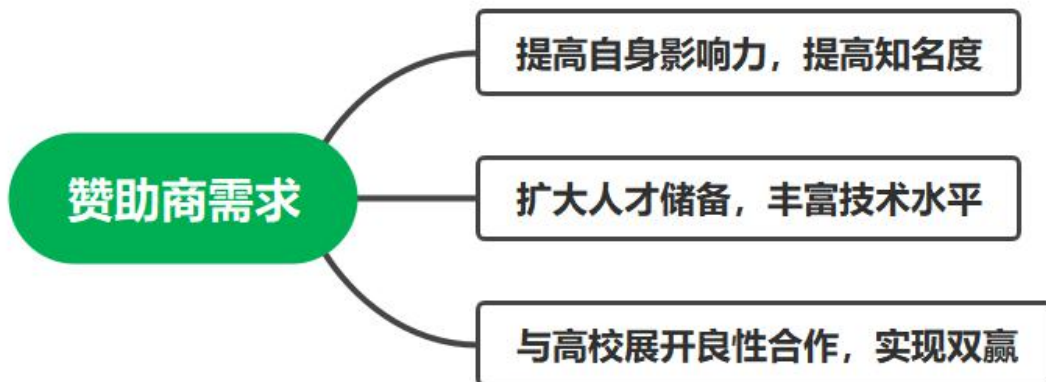 提高自身影响力，提高知名度
赞助商需求
扩大人才储备，丰富技术水平
与高校展开良性合作，实现双赢